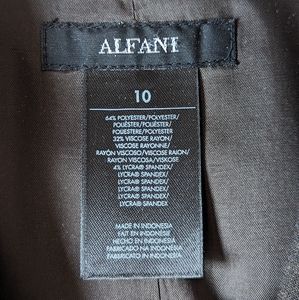 ALFANI
10
64% POLYESTER/POLYESTER/
POLIÉSTER/POLIÉSTER/
POLIESTERE/POLYESTER
32% VISCOSE RAYON/
VISCOSE RAYONNE/
RAYÓN VISCOSO/VISCOSE RAION/
RAYON VISCOSA/VISKOSE
4% LYCRA® SPANDEX/
LYCRA® SPANDEX/
LYCRA® SPANDEX/
LYCRA® SPANDEX/
LYCRA® SPANDEX/
LYCRA® SPANDEX
MADE IN INDONESIA
FAIT EN INDONESIE
HECHO EN INDONESIA
FABRICADO NA INDONESIA
FABBRICATO IN INDONESIA